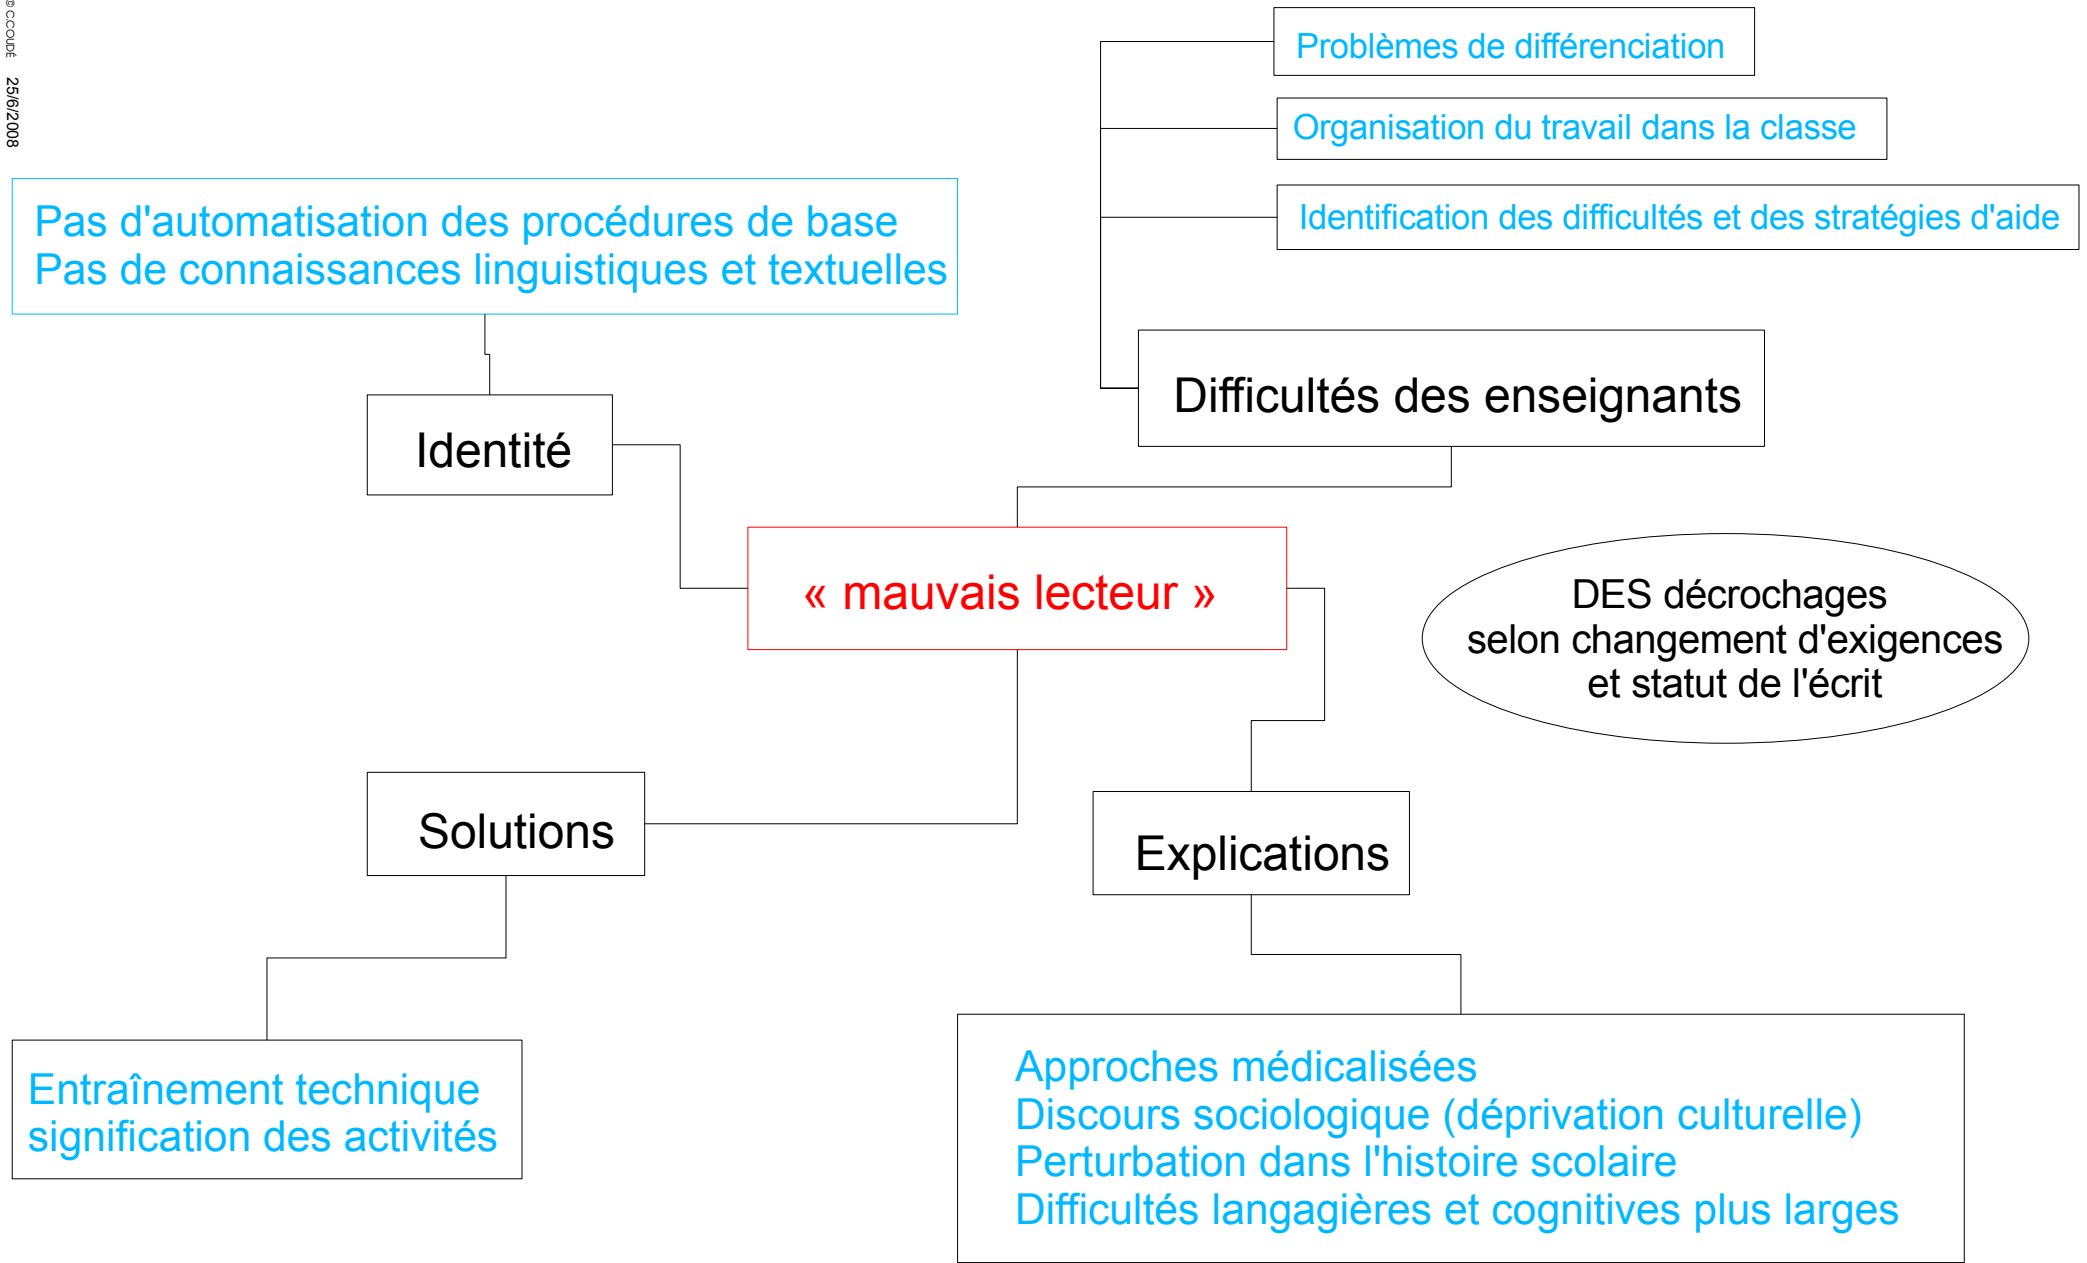 © C.COUDÉ 25/6/2008
Problèmes de différenciation
Organisation du travail dans la classe
Identification des difficultés et des stratégies d'aide
Pas d'automatisation des procédures de base
Pas de connaissances linguistiques et textuelles
Difficultés des enseignants
Identité
« mauvais lecteur »
DES décrochages
selon changement d'exigences
et statut de l'écrit
Solutions
Explications
Entraînement technique
signification des activités
Approches médicalisées
Discours sociologique (déprivation culturelle)
Perturbation dans l'histoire scolaire
Difficultés langagières et cognitives plus larges